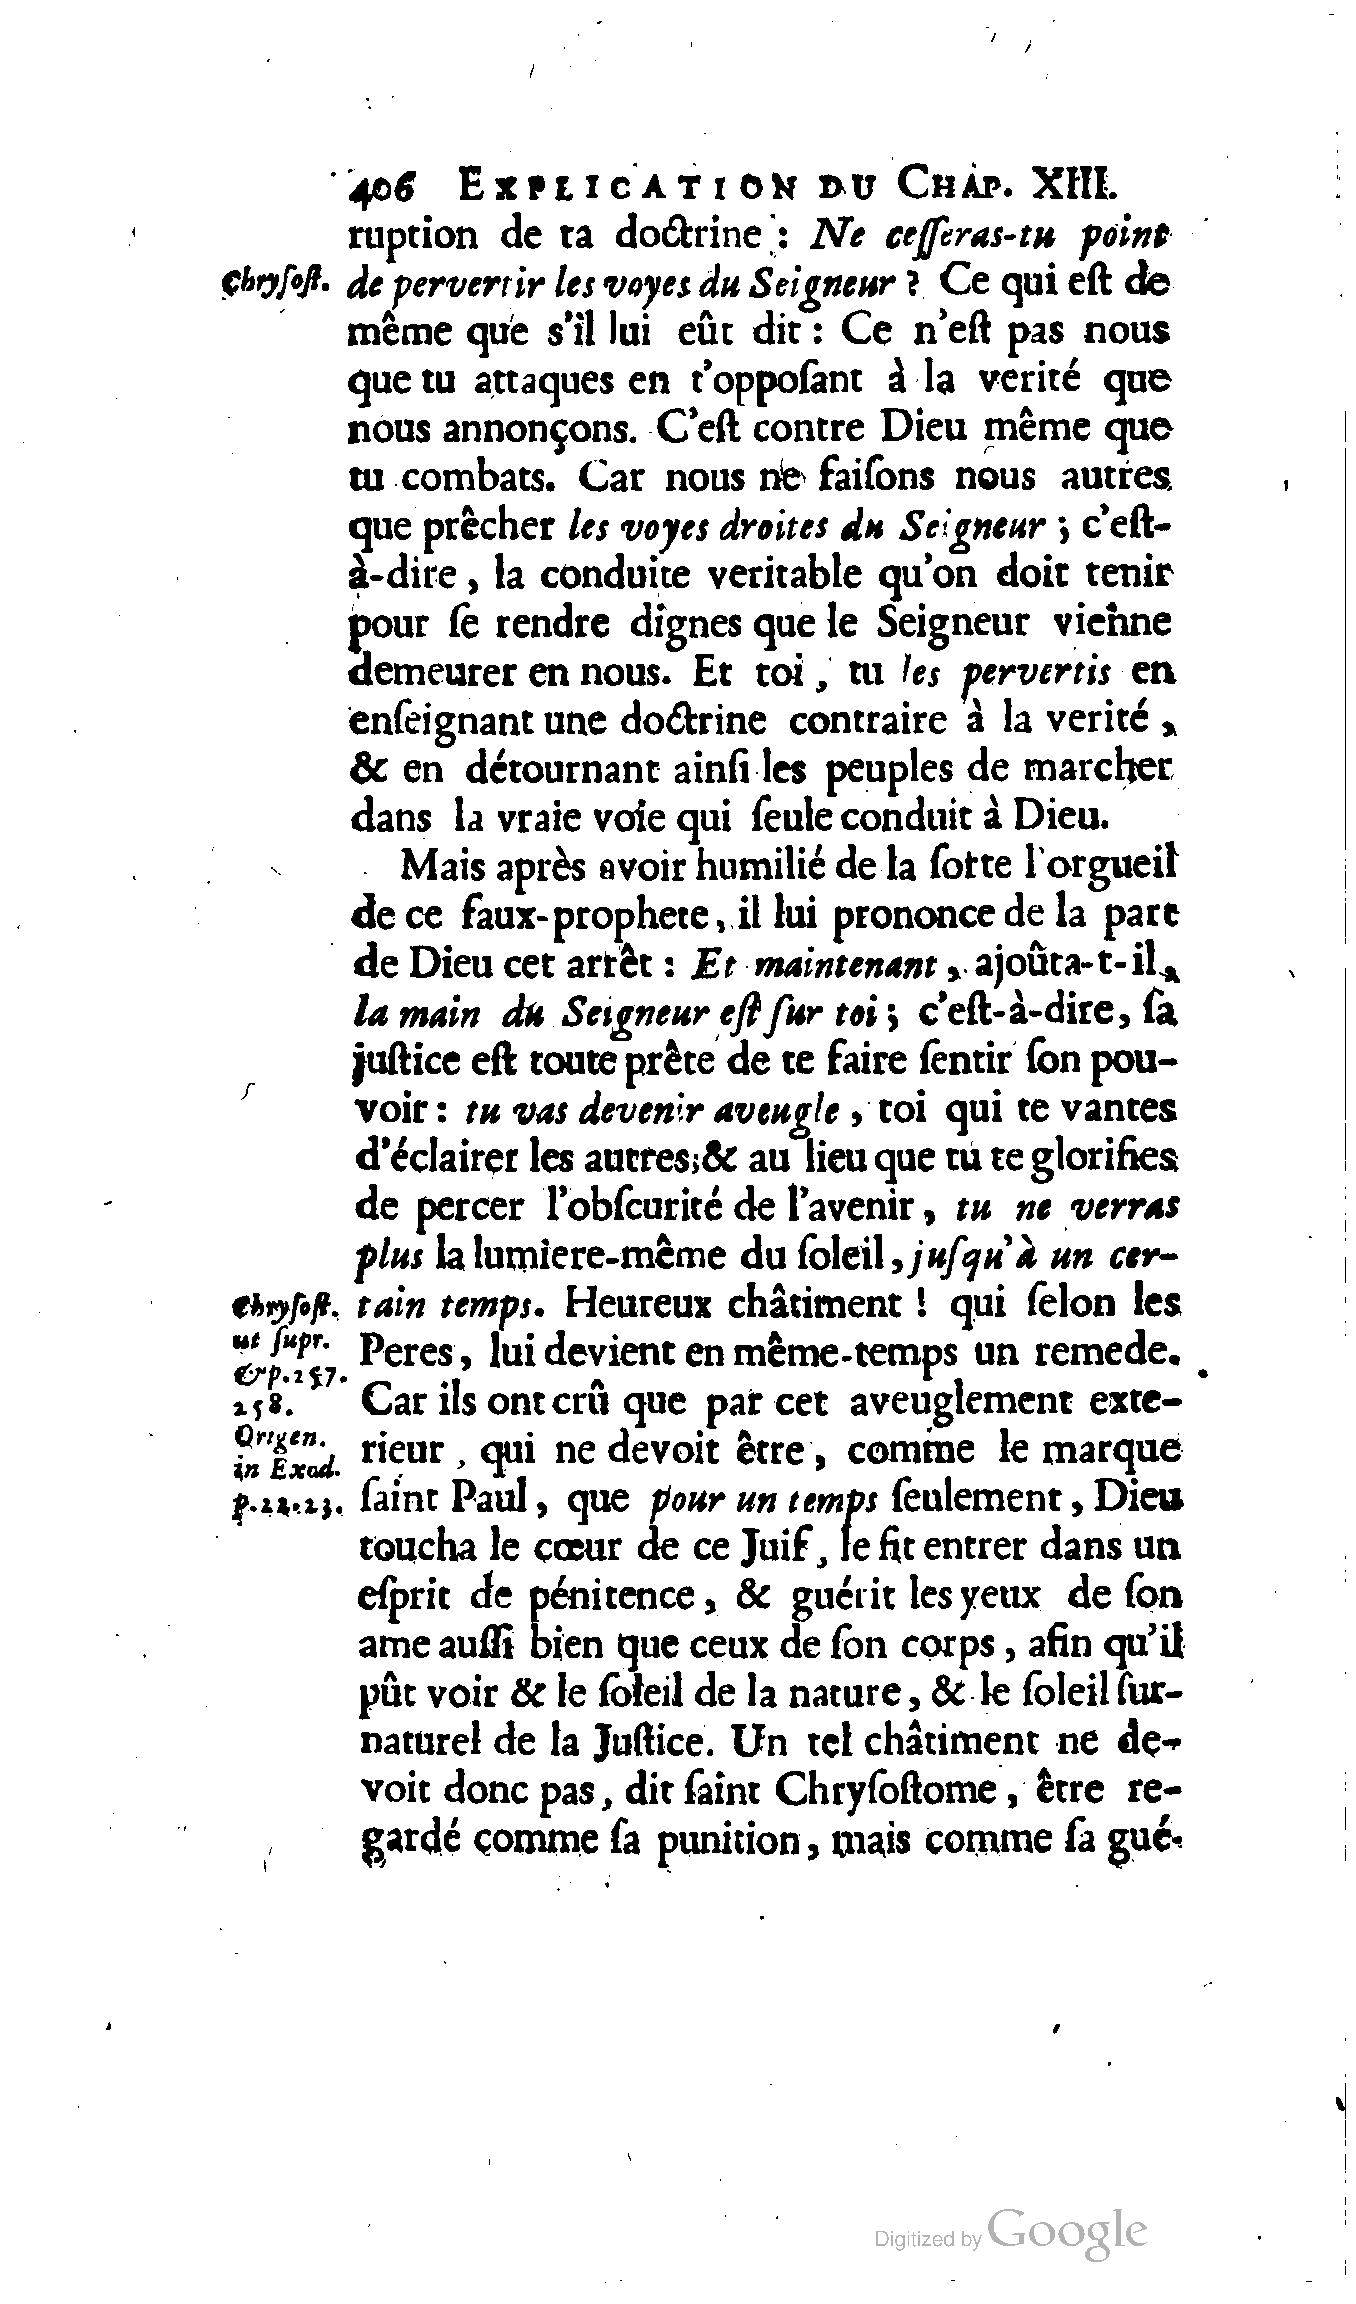 406 EXPLICATION DU CHAP. XIII.
ruption de ta doctrine : Ne cesseras-tu point
Chrysost.
de pervertir les voyes du Seigneur ? Ce qui est de
même que s'il lui eût dit : Ce n'est pas nous
que tu attaques en t'opposant à la verité que
nous annonçons. C'est contre Dieu même que
tu combats. Car nous ne faisons nous autres
que prêcher les voyes droites du Seigneur ; c'est-
à-dire , la conduite veritable qu'on doit tenir
pour se rendre dignes que le Seigneur vienne
demeurer en nous. Et toi , tu les pervertis en
enseignant une doctrine contraire à la verité ,
& en détournant ainsi les peuples de marcher
dans la vraie voie qui seule conduit à Dieu.
Mais après avoir humilié de la sorte l'orgueil
de ce faux-prophete, il lui prononce de la part
de Dieu cet arrêt : Et maintenant , ajoûta-t-il,
la main du Seigneur est sur toi ; c'est-à-dire, sa
justice est toute prête de te faire sentir son pou-
voir : tu vas devenir aveugle , toi qui te vantes
d'éclairer les autres;& au lieu que tu te glorifies
de percer l'obscurité de l'avenir , tu ne verras
plus la lumiere-même du soleil , jusqu'à un cer-
tain temps. Heureux châtiment ! qui selon les
Peres, lui devient en même-temps un remede.
Car ils ont crû que par cet aveuglement exte-
rieur , qui ne devoit être , comme le marque
saint Paul , que pour un temps seulement , Dieu
toucha le cœur de ce Juif, le fit entrer dans un
esprit de pénitence , & guérit les yeux de son
ame aussi bien que ceux de son corps , afin qu'il
pût voir & le soleil de la nature , & le soleil sur-
naturel de la Justice. Un tel châtiment ne de-
voit donc pas, dit saint Chrysostome , être re-
gardé comme sa punition , mais comme sa gué-
Chrysost.
ut supr.
& p. 257.
258.
Origen.
in Exod.
p. 22. 23.
Digitized by Google